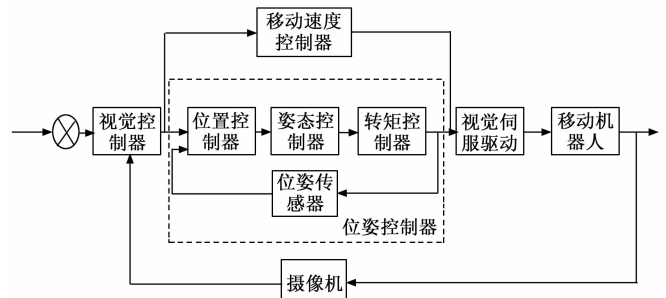 移动速度
控制器
视觉控
制器
位置控
制器
姿态控
制器
转矩控
制器
视觉伺
服驱动
移动机
器人
位姿传
感器
位姿控制器
摄像机